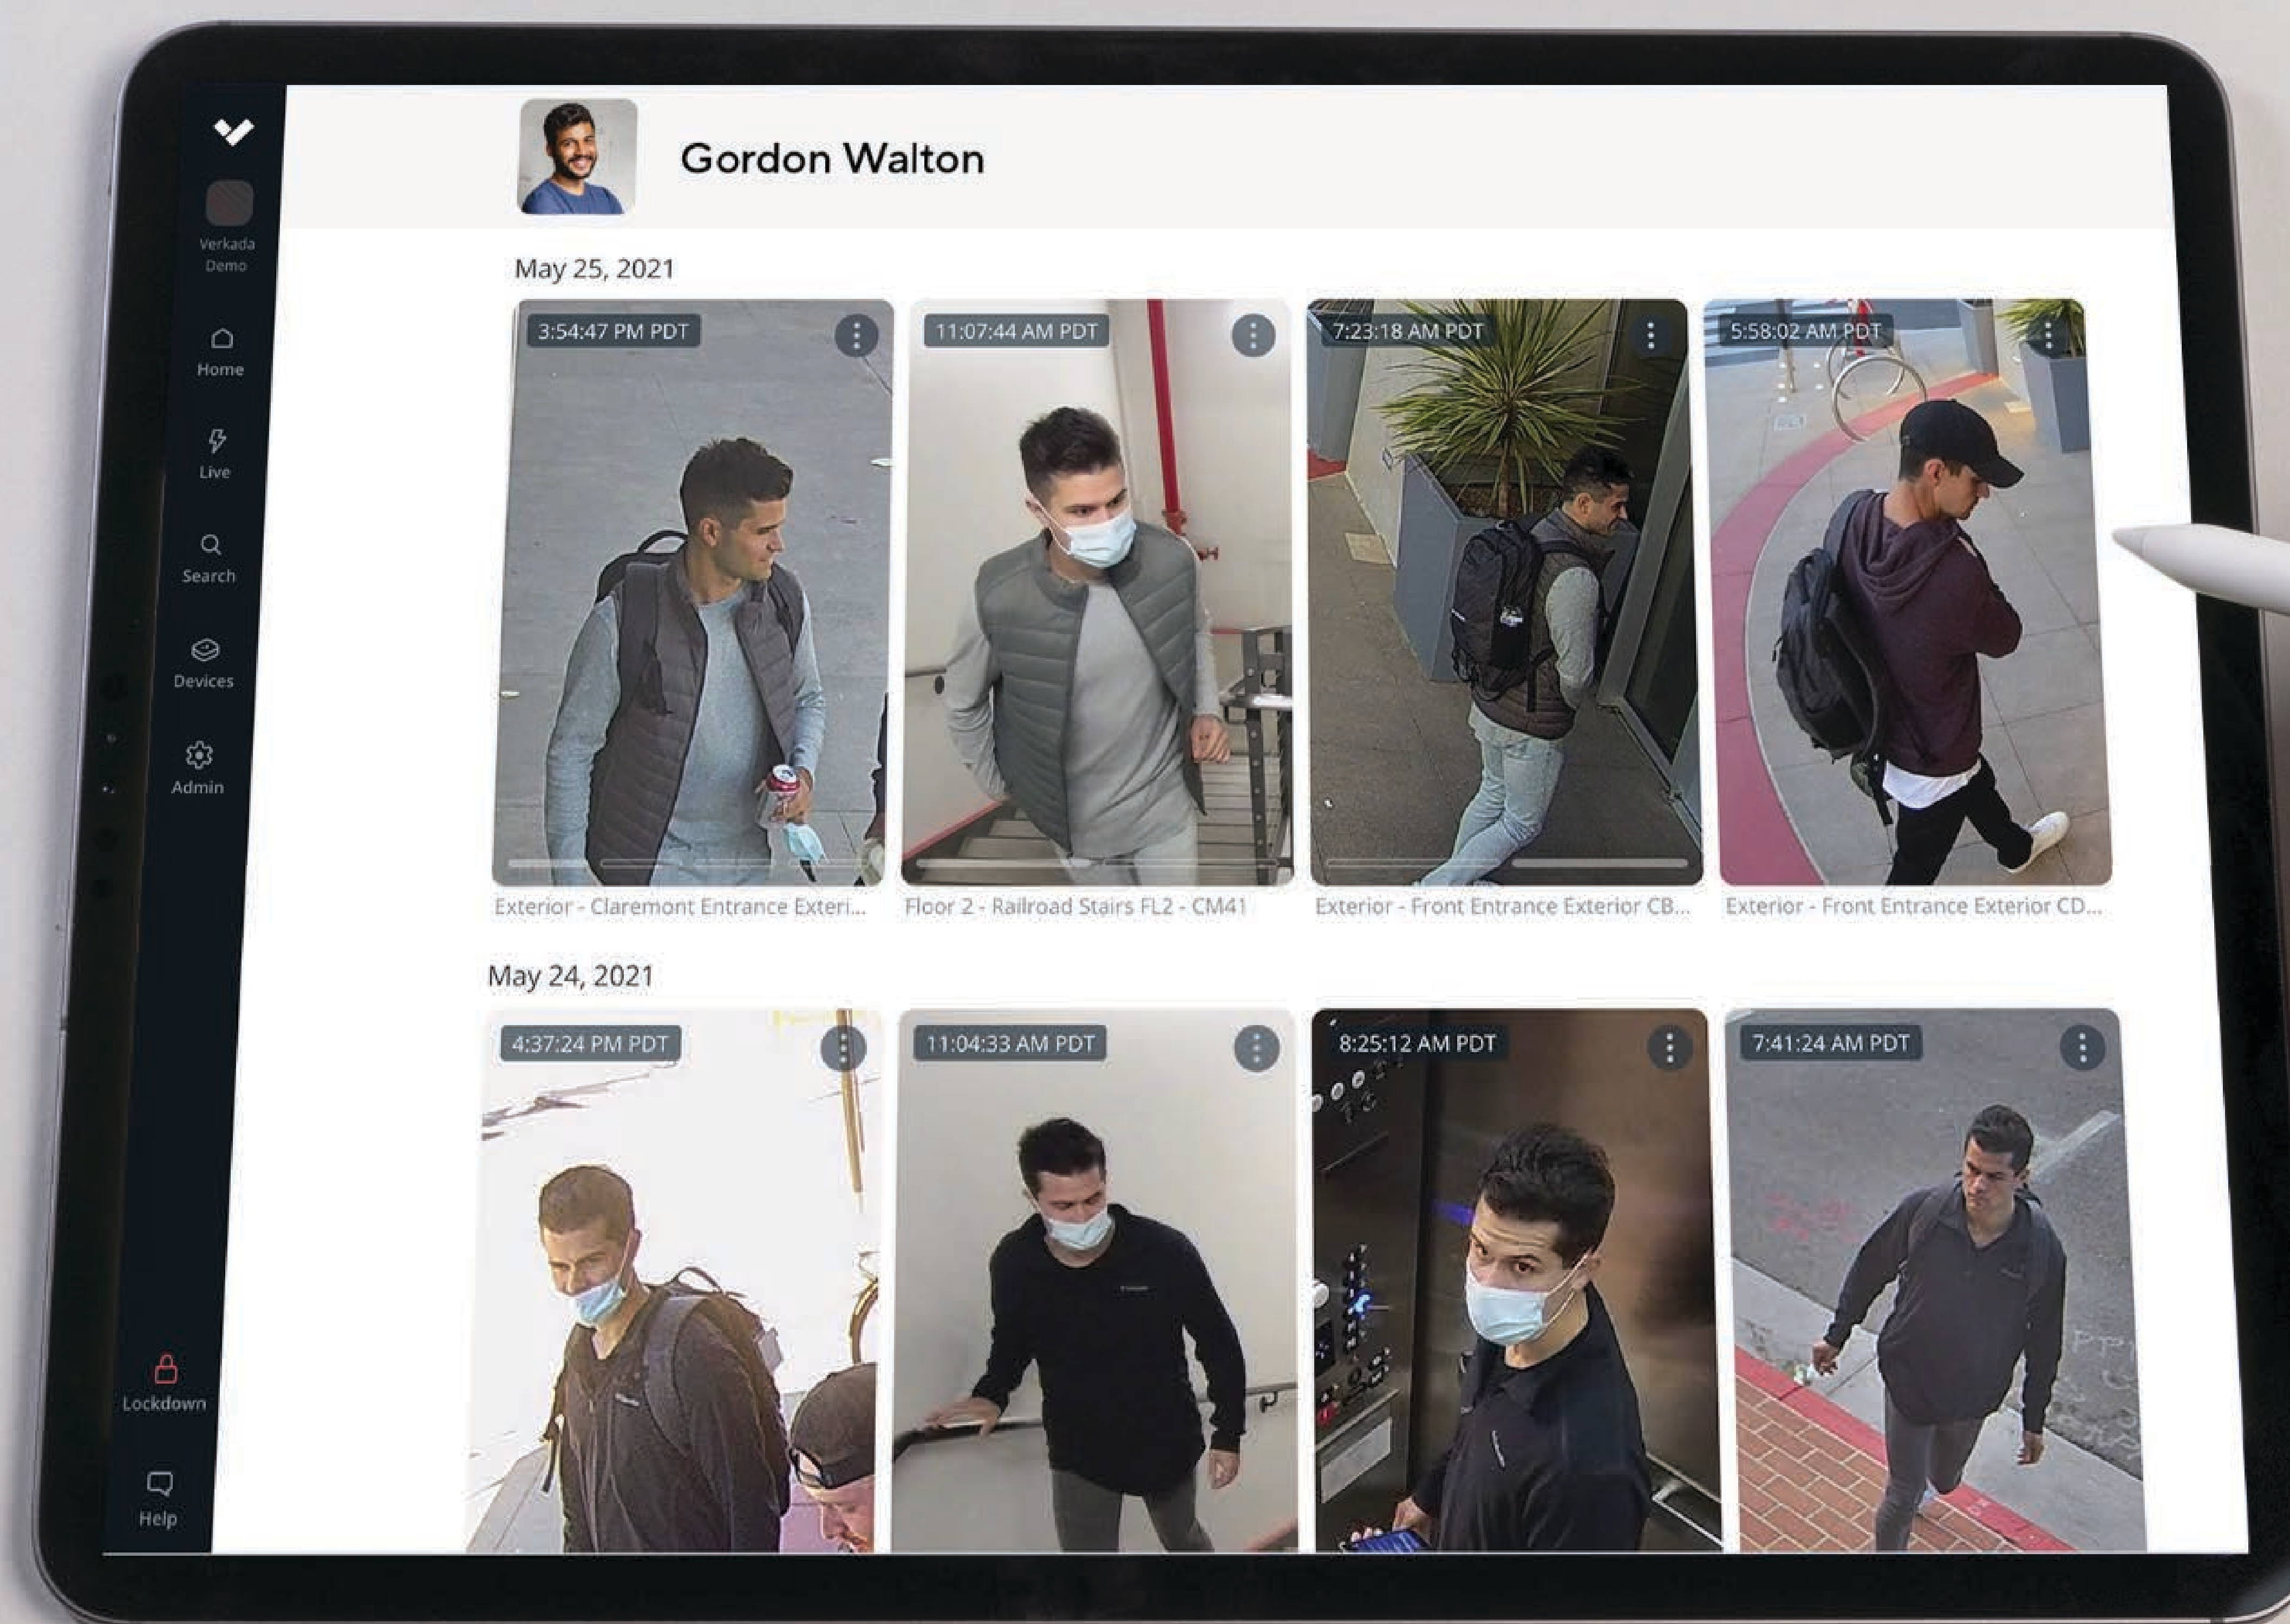 Gordon Walton
Verkada
Demo
Home
Live
Search
Devices
Admin
Lockdown
Help
May 25, 2021
3:54:47 PM PDT
11:07:44 AM PDT
7:23:18 AM PDT
5:58:02 AM PDT
Exterior - Claremont Entrance Exteri...
Floor 2 - Railroad Stairs FL2 - CM41
Exterior - Front Entrance Exterior CB...
Exterior - Front Entrance Exterior CD...
May 24, 2021
4:37:24 PM PDT
11:04:33 AM PDT
8:25:12 AM PDT
7:41:24 AM PDT